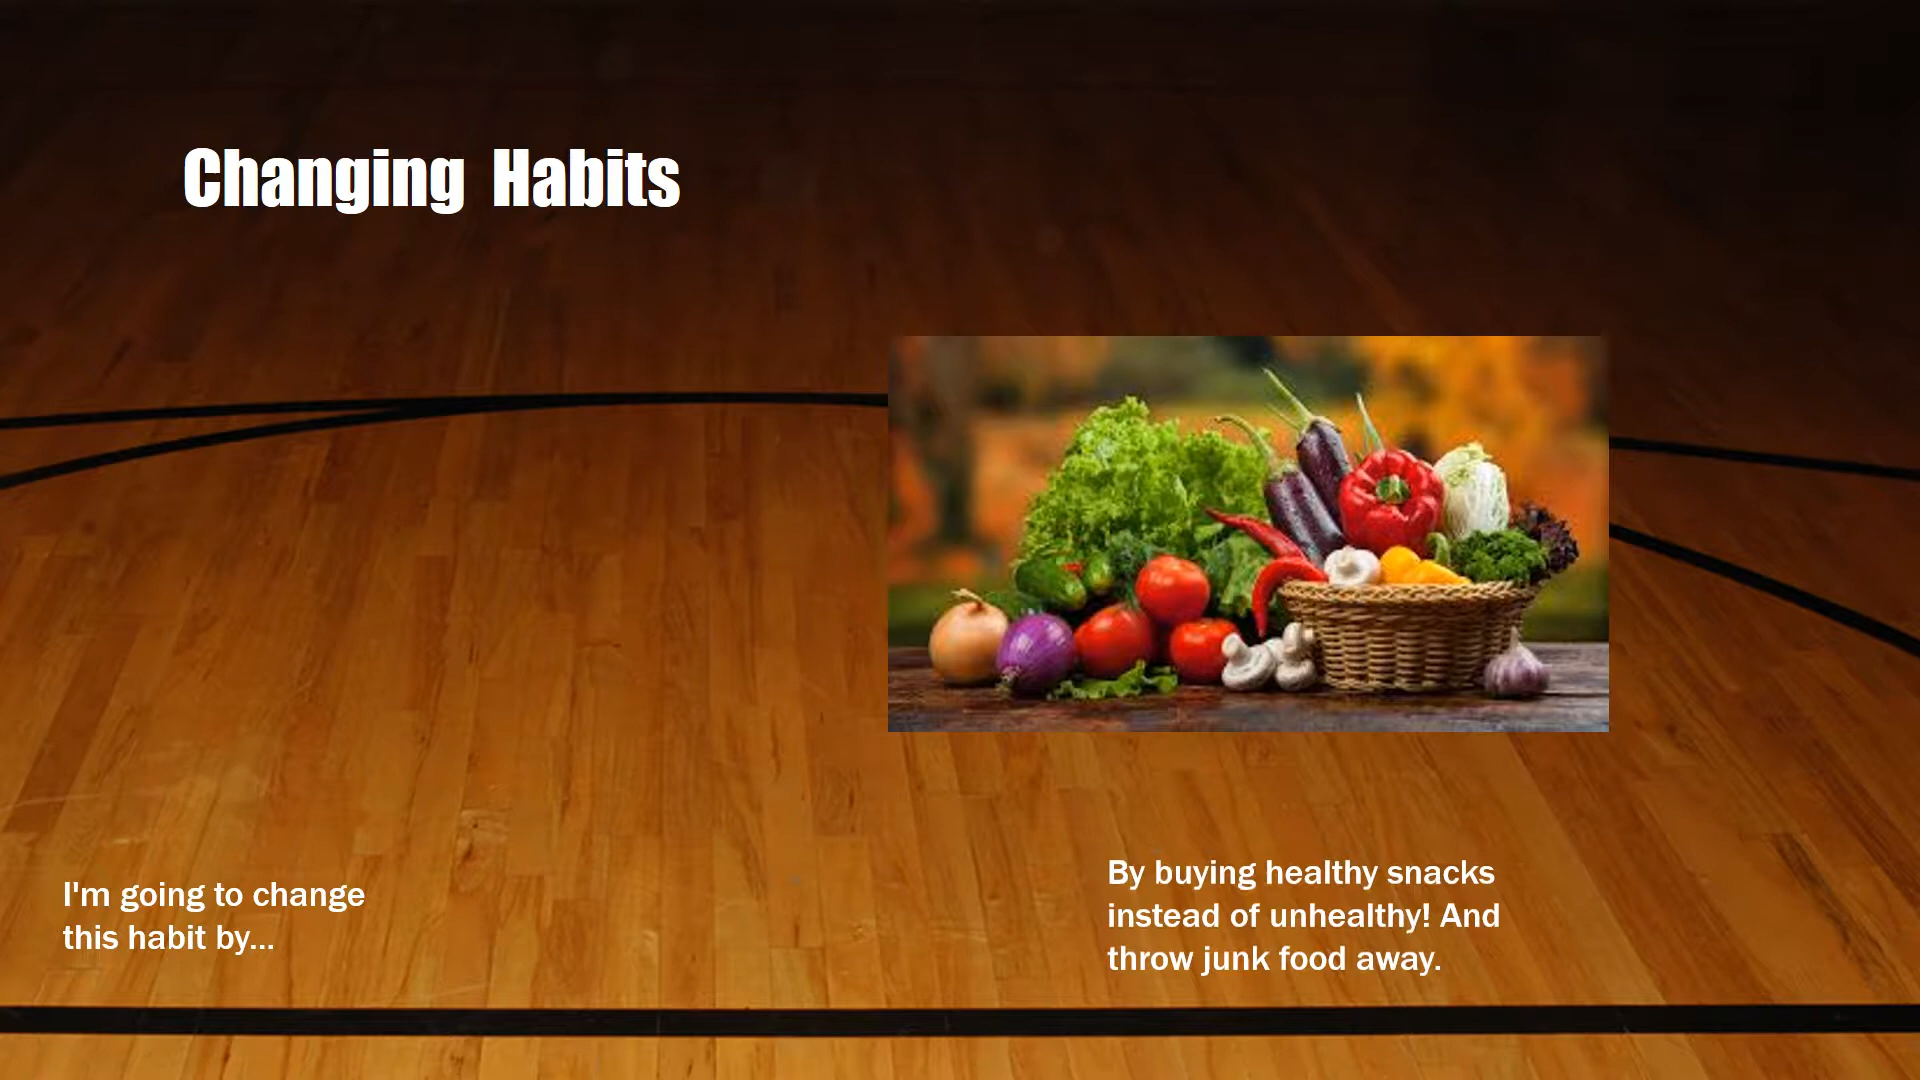 Changing Habits
I'm going to change
this habit by...
By buying healthy snacks
instead of unhealthy! And
throw junk food away.